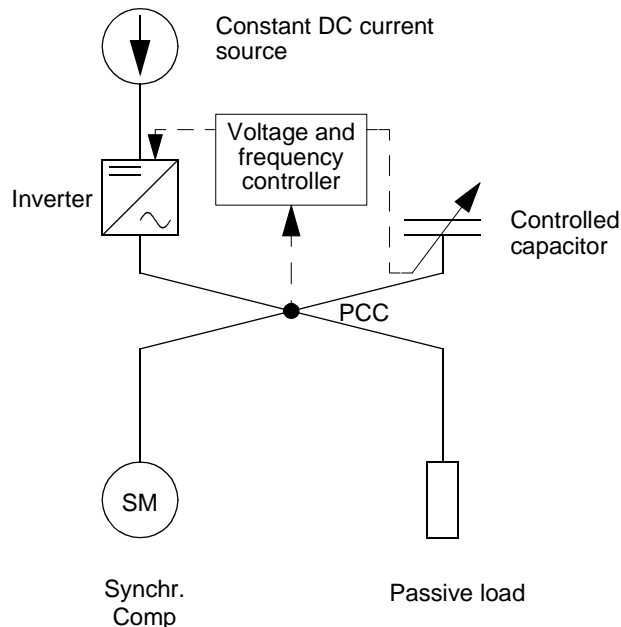 Constant DC current
source
Voltage and
frequency
controller
Inverter
Controlled
capacitor
PCC
SM
Synchr.
Comp
Passive load